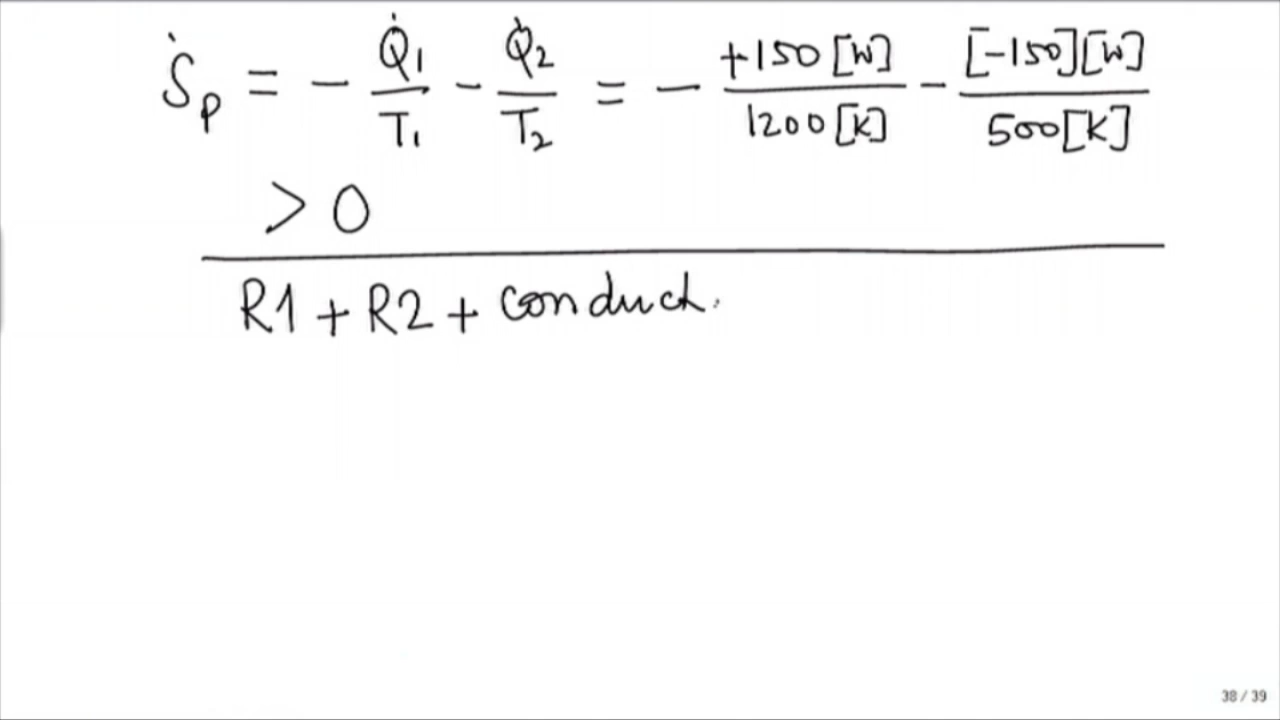 Ṡp = - Q̇1/T1 - Q̇2/T2 = - +150 [W]/1200 [K] - [-150][W]/500[K]
> 0
R1 + R2 + conduct.
38 / 39